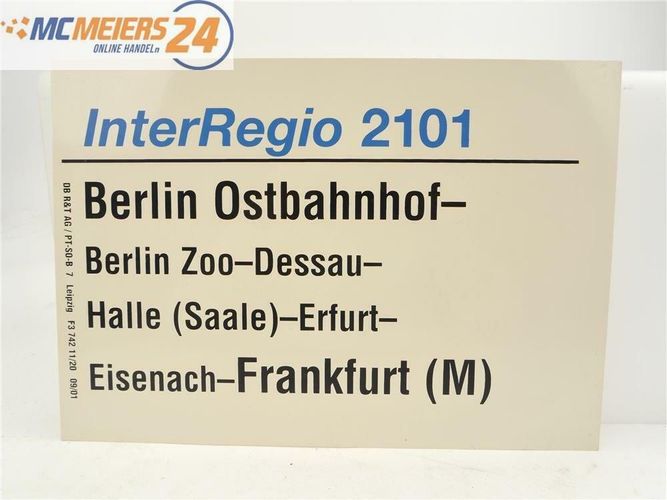 MCMEIERS24
ONLINE HANDELn
InterRegio 2101
Berlin Ostbahnhof–
Berlin Zoo–Dessau–
Halle (Saale)–Erfurt–
Eisenach–Frankfurt (M)
DB R&T AG / PT-SO-B 7 Leipzig F3 742 11/20 09/01